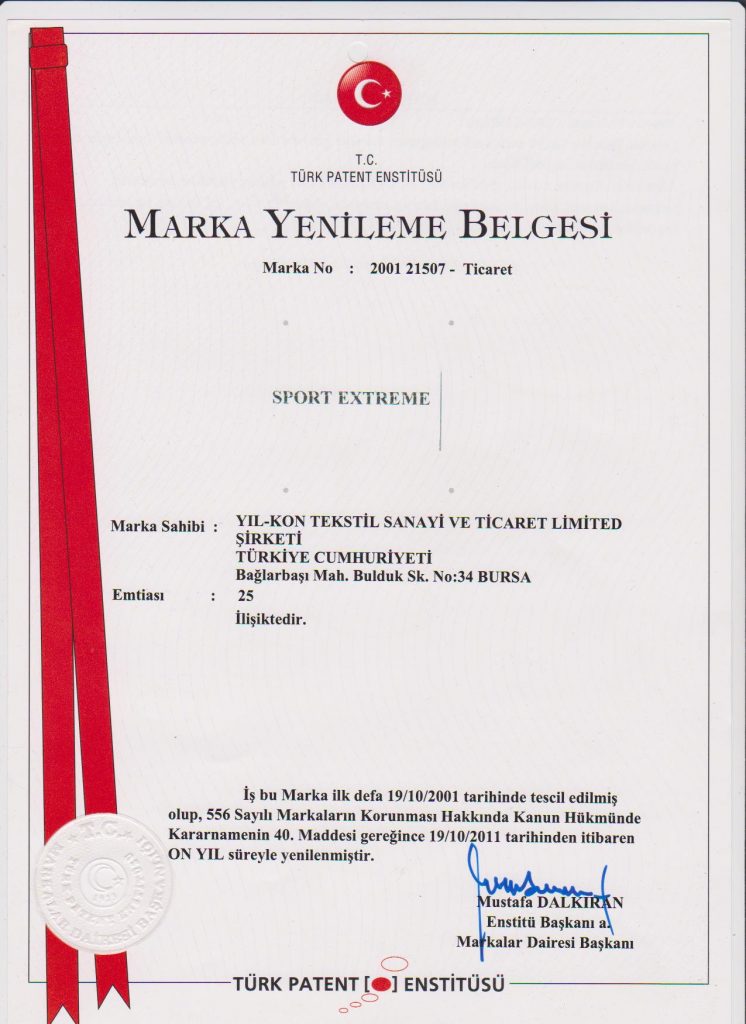 T.C.
TÜRK PATENT ENSTİTÜSÜ
MARKA YENİLEME BELGESİ
Marka No : 2001 21507 - Ticaret
SPORT EXTREME
Marka Sahibi : YIL-KON TEKSTİL SANAYİ VE TİCARET LİMİTED
ŞİRKETİ
TÜRKİYE CUMHURİYETİ
Bağlarbaşı Mah. Bulduk Sk. No:34 BURSA
Emtiası : 25
İlişiktedir.
İş bu Marka ilk defa 19/10/2001 tarihinde tescil edilmiş
olup, 556 Sayılı Markaların Korunması Hakkında Kanun Hükmünde
Kararnamenin 40. Maddesi gereğince 19/10/2011 tarihinden itibaren
ON YIL süreyle yenilenmiştir.
Mustafa DALKIRAN
Enstitü Başkanı a.
Markalar Dairesi Başkanı
T.C.
TÜRK PATENT [ ] ENSTİTÜSÜ